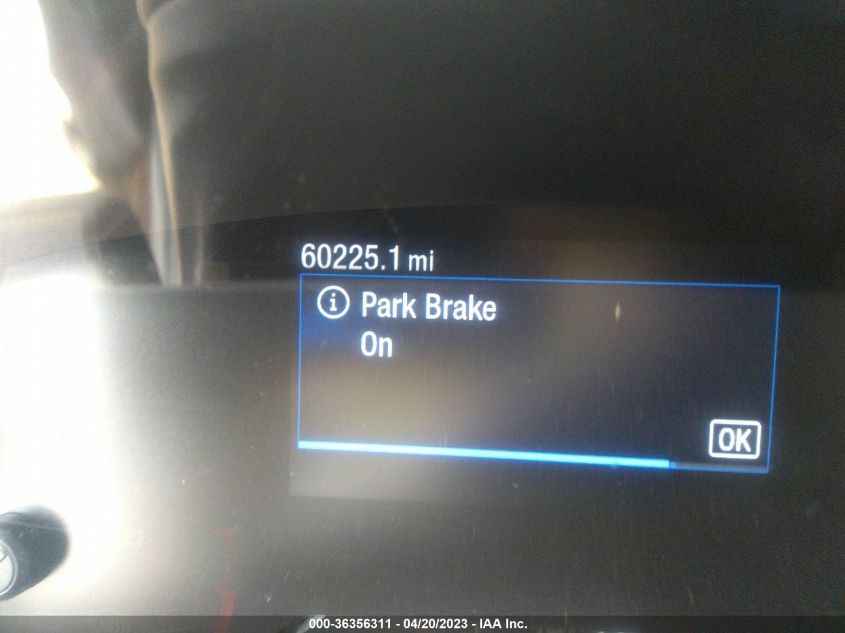 60225.1 mi
i Park Brake
On
OK
000-36356311 - 04/20/2023 - IAA Inc.